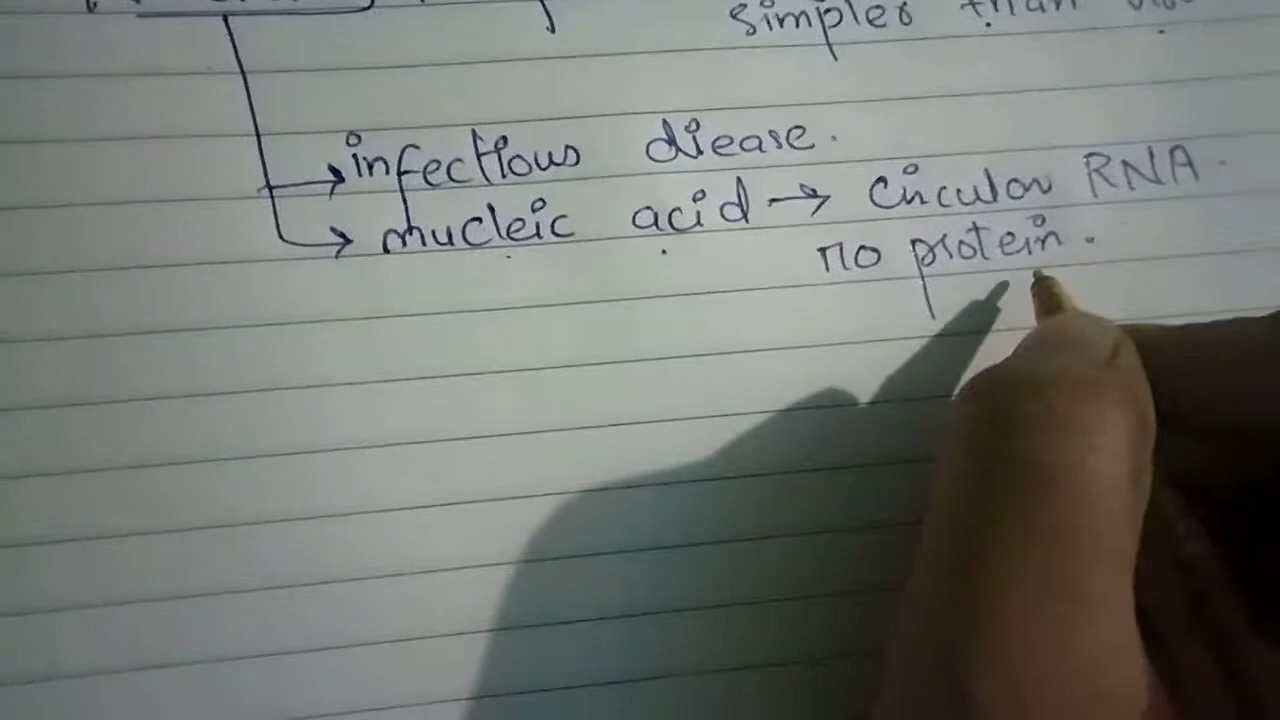 simpler than
infectious diease.
nucleic acid → Circular RNA.
no protein.